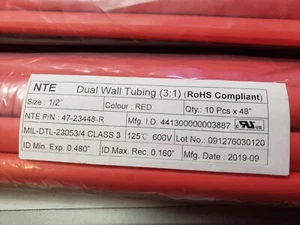 NTE Dual Wall Tubing (3:1) (RoHS Compliant)
Size : 1/2" Colour : RED Qty.: 10 Pcs x 48"
NTE P/N : 47-23448-R Mfg. I.D. 441300000003887
MIL-DTL-23053/4 CLASS 3 125℃ 600V Lot No.: 091276030120
ID Min. Exp. 0.480" ID Max. Rec. 0.160" Mfg. Date : 2019-09